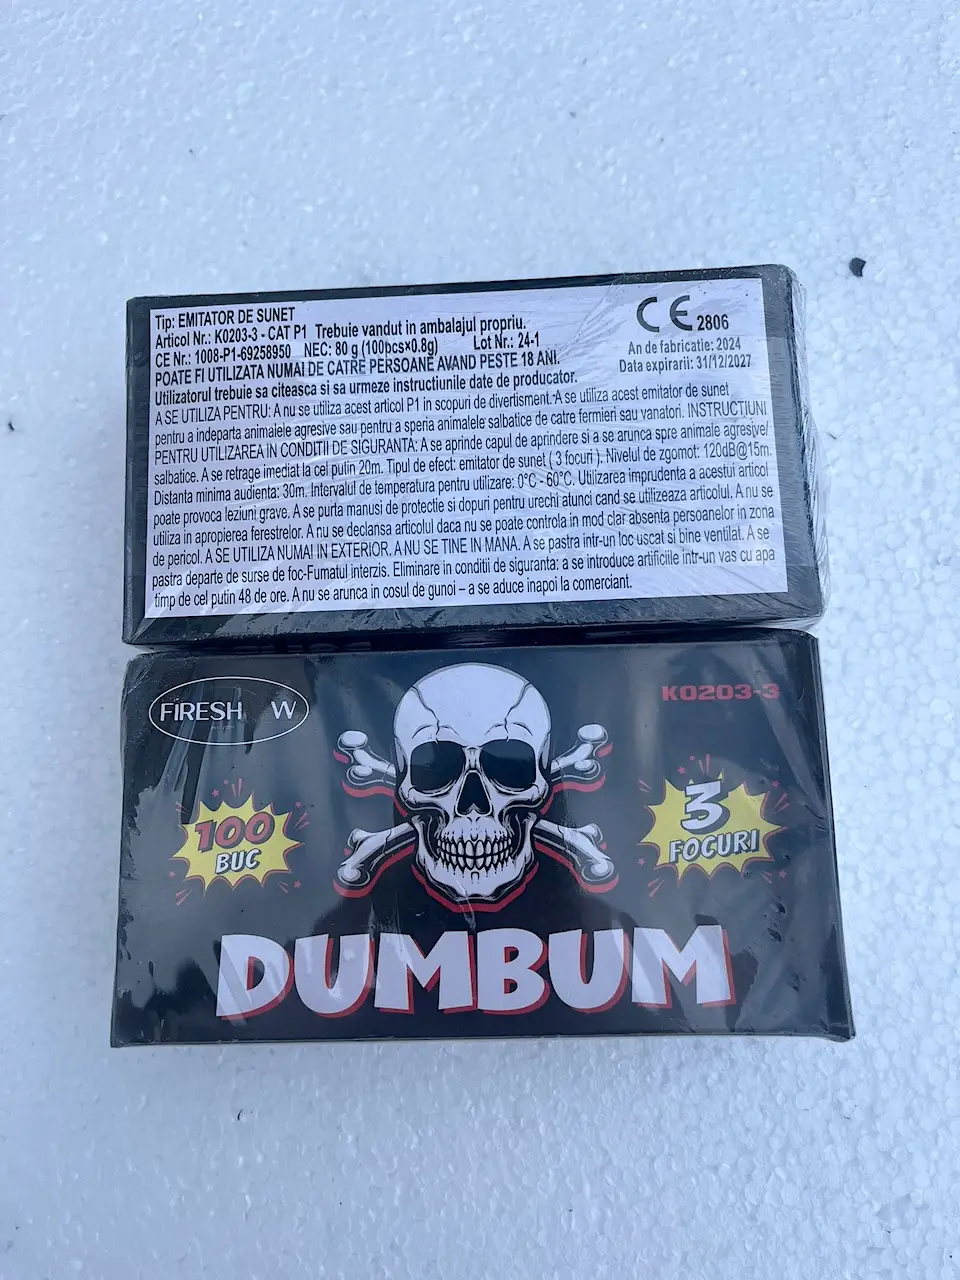 Tip: EMITATOR DE SUNET
Articol Nr.: K0203-3 - CAT P1 Trebuie vandut in ambalajul propriu.
CE Nr.: 1008-P1-69258950 NEC: 80 g (100bcs×0.8g) Lot Nr.: 24-1
POATE FI UTILIZATA NUMAI DE CATRE PERSOANE AVAND PESTE 18 ANI.
Utilizatorul trebuie sa citeasca si sa urmeze instructiunile date de producator.
CE 2806
An de fabricatie: 2024
Data expirarii: 31/12/2027
A SE UTILIZA PENTRU: A nu se utiliza acest articol P1 in scopuri de divertisment. A se utiliza acest emitator de sunet
pentru a indeparta animalele agresive sau pentru a speria animalele salbatice de catre fermieri sau vanatori. INSTRUCTIUNI
PENTRU UTILIZAREA IN CONDITII DE SIGURANTA: A se aprinde capul de aprindere si a se arunca spre animale agresive/
salbatice. A se retrage imediat la cel putin 20m. Tipul de efect: emitator de sunet ( 3 focuri ). Nivelul de zgomot: 120dB@15m.
Distanta minima audienta: 30m. Intervalul de temperatura pentru utilizare: 0°C - 60°C. Utilizarea imprudenta a acestui articol
poate provoca leziuni grave. A se purta manusi de protectie si dopuri pentru urechi atunci cand se utilizeaza articolul. A nu se
utiliza in apropierea ferestrelor. A nu se declansa articolul daca nu se poate controla in mod clar absenta persoanelor in zona
de pericol. A SE UTILIZA NUMAI IN EXTERIOR. A NU SE TINE IN MANA. A se pastra intr-un loc uscat si bine ventilat. A se
pastra departe de surse de foc-Fumatul interzis. Eliminare in conditii de siguranta: a se introduce artificiile intr-un vas cu apa
timp de cel putin 48 de ore. A nu se arunca in cosul de gunoi – a se aduce inapoi la comerciant.
FiRESH W
K0203-3
100
BUC
3
FOCURI
DUMBUM